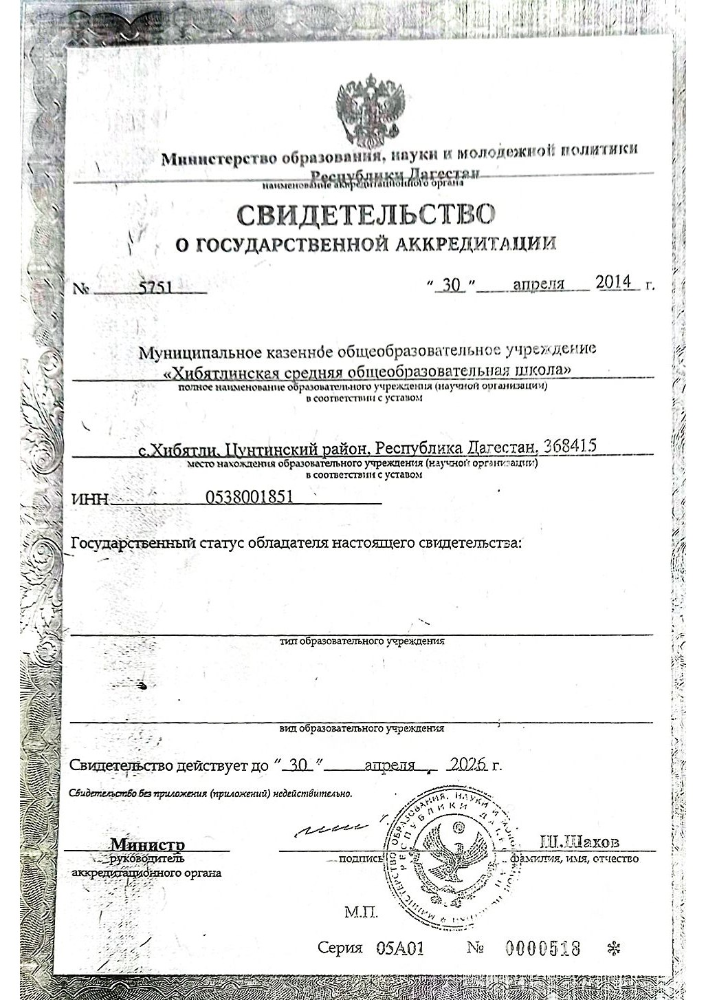 Министерство образования, науки и молодежной политики
Республики Дагестан
наименование аккредитационного органа
СВИДЕТЕЛЬСТВО
О ГОСУДАРСТВЕННОЙ АККРЕДИТАЦИИ
№ 5751 "30" апреля 2014 г.
Муниципальное казенное общеобразовательное учреждение
«Хибятлинская средняя общеобразовательная школа»
полное наименование образовательного учреждения (научной организации)
в соответствии с уставом
с.Хибятли, Цунтинский район, Республика Дагестан, 368415
место нахождения образовательного учреждения (научной организации)
в соответствии с уставом
ИНН 0538001851
Государственный статус обладателя настоящего свидетельства:
тип образовательного учреждения
вид образовательного учреждения
Свидетельство действует до "30" апреля 2026 г.
Свидетельство без приложения (приложений) недействительно.
Министр Ш.Шахов
руководитель подпись фамилия, имя, отчество
аккредитационного органа
МИНИСТЕРСТВО ОБРАЗОВАНИЯ, НАУКИ И
РЕСПУБЛИКИ ДАГЕСТАН
М.П.
Серия 05А01 № 0000518